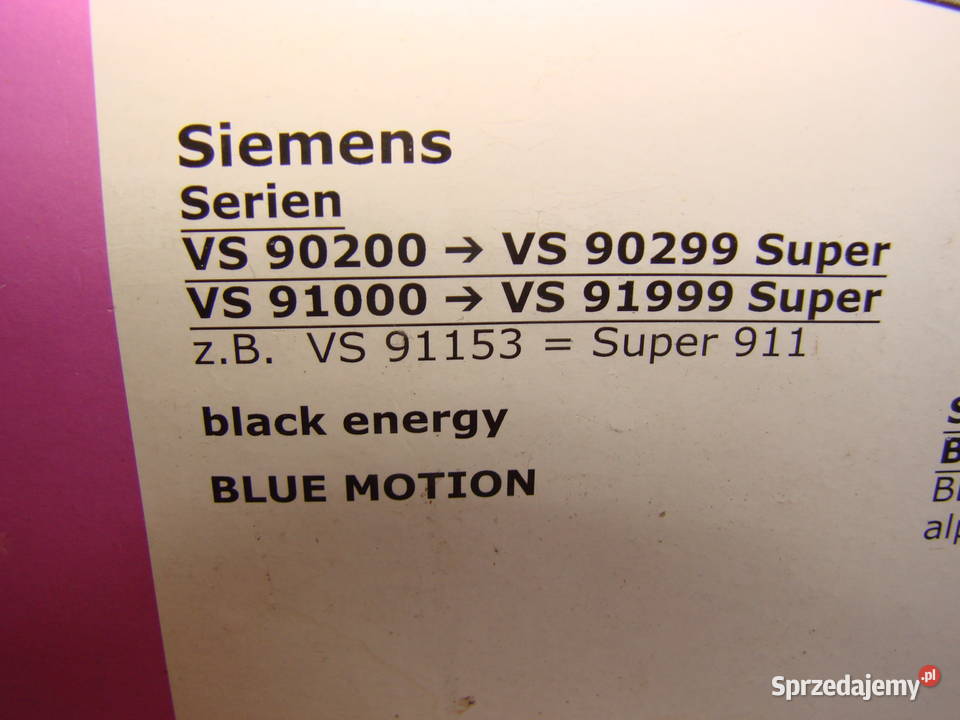 Siemens
Serien
VS 90200 ➔ VS 90299 Super
VS 91000 ➔ VS 91999 Super
z.B. VS 91153 = Super 911
black energy
BLUE MOTION
Sprzedajemy.pl